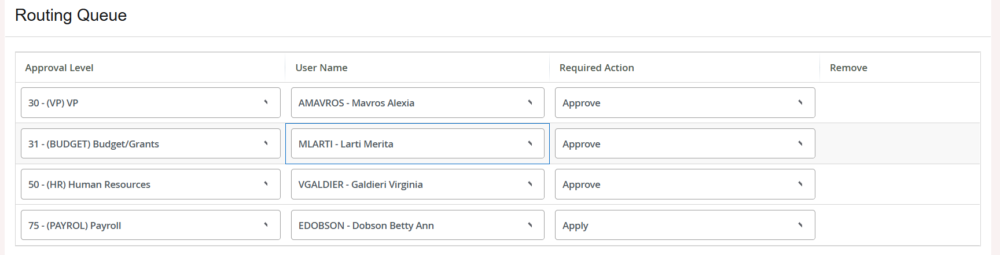 Routing Queue
Approval Level User Name Required Action Remove
30 - (VP) VP AMAVROS - Mavros Alexia Approve
31 - (BUDGET) Budget/Grants MLARTI - Larti Merita Approve
50 - (HR) Human Resources VGALDIER - Galdieri Virginia Approve
75 - (PAYROL) Payroll EDOBSON - Dobson Betty Ann Apply